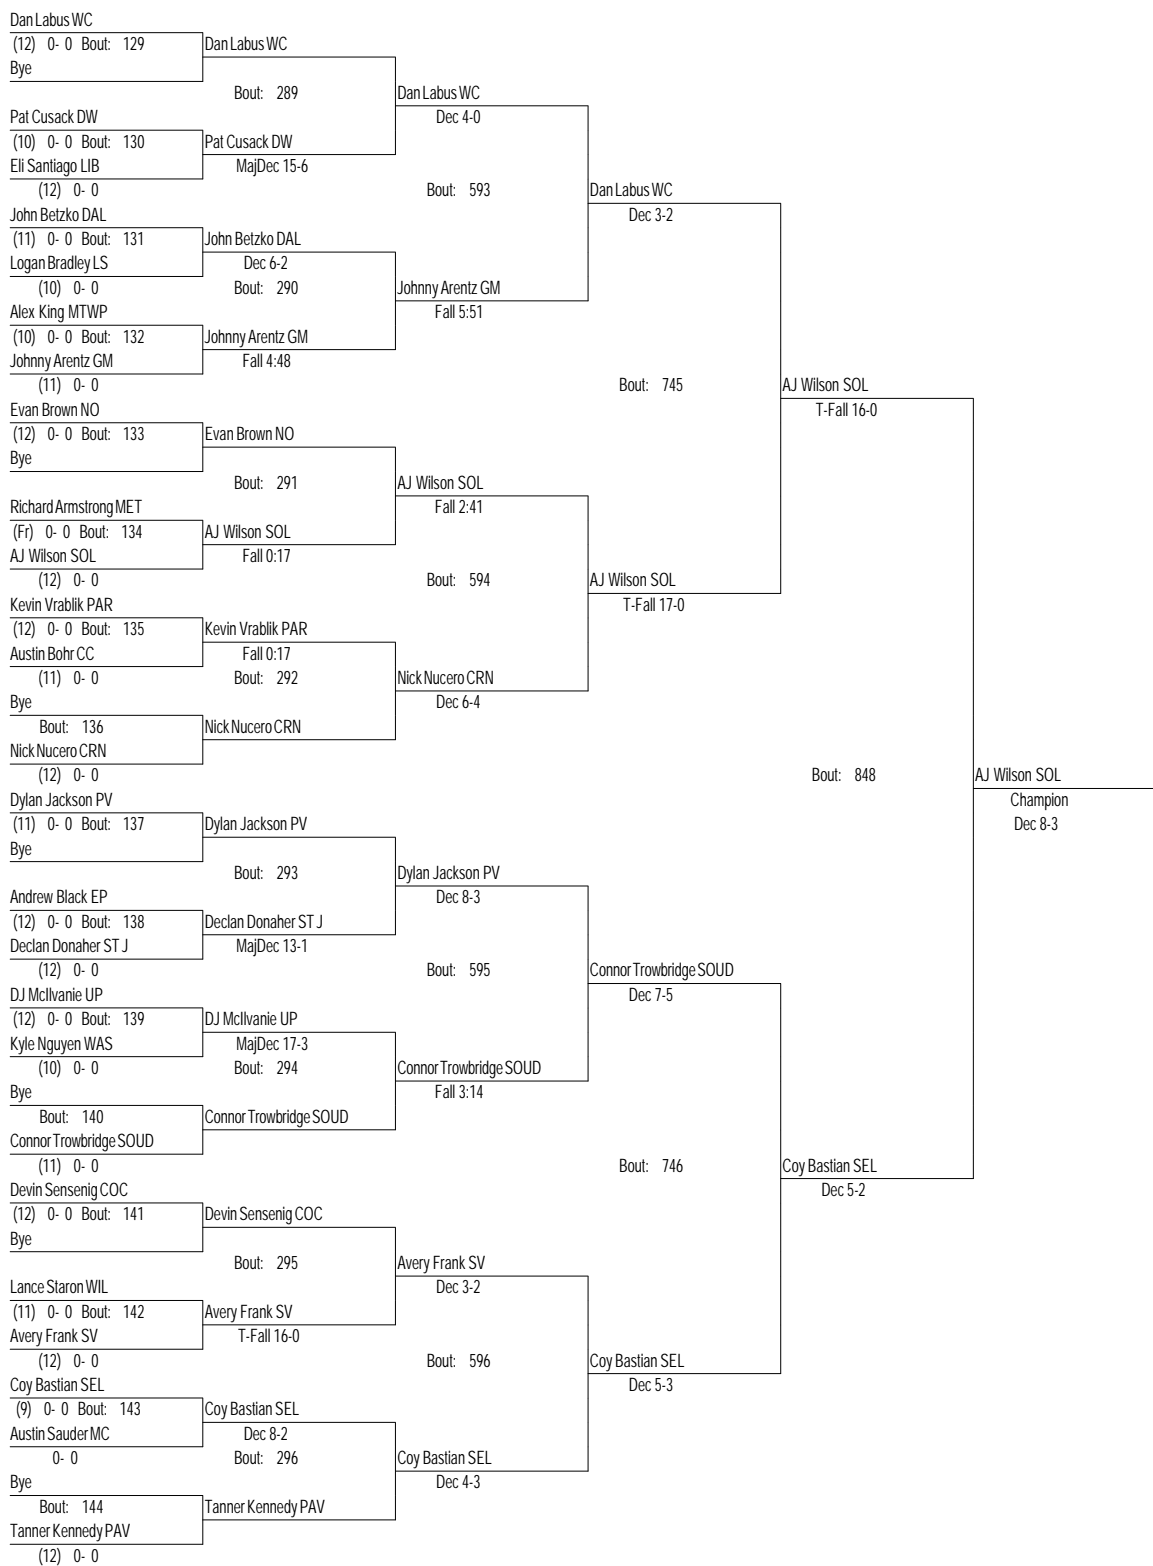 Dan Labus WC
(12) 0- 0 Bout: 129 Dan Labus WC
Bye
Bout: 289 Dan Labus WC
Pat Cusack DW Dec 4-0
(10) 0- 0 Bout: 130 Pat Cusack DW
Eli Santiago LIB MajDec 15-6
(12) 0- 0 Bout: 593 Dan Labus WC
John Betzko DAL Dec 3-2
(11) 0- 0 Bout: 131 John Betzko DAL
Logan Bradley LS Dec 6-2
(10) 0- 0 Bout: 290 Johnny Arentz GM
Alex King MTWP Fall 5:51
(10) 0- 0 Bout: 132 Johnny Arentz GM
Johnny Arentz GM Fall 4:48
(11) 0- 0 Bout: 745 AJ Wilson SOL
Evan Brown NO T-Fall 16-0
(12) 0- 0 Bout: 133 Evan Brown NO
Bye
Bout: 291 AJ Wilson SOL
Richard Armstrong MET Fall 2:41
(Fr) 0- 0 Bout: 134 AJ Wilson SOL
AJ Wilson SOL Fall 0:17
(12) 0- 0 Bout: 594 AJ Wilson SOL
Kevin Vrablik PAR T-Fall 17-0
(12) 0- 0 Bout: 135 Kevin Vrablik PAR
Austin Bohr CC Fall 0:17
(11) 0- 0 Bout: 292 Nick Nucero CRN
Bye Dec 6-4
Bout: 136 Nick Nucero CRN
Nick Nucero CRN
(12) 0- 0 Bout: 848 AJ Wilson SOL
Dylan Jackson PV Champion
(11) 0- 0 Bout: 137 Dylan Jackson PV Dec 8-3
Bye
Bout: 293 Dylan Jackson PV
Andrew Black EP Dec 8-3
(12) 0- 0 Bout: 138 Declan Donaher ST J
Declan Donaher ST J MajDec 13-1
(12) 0- 0 Bout: 595 Connor Trowbridge SOUD
DJ McIlvanie UP Dec 7-5
(12) 0- 0 Bout: 139 DJ McIlvanie UP
Kyle Nguyen WAS MajDec 17-3
(10) 0- 0 Bout: 294 Connor Trowbridge SOUD
Bye Fall 3:14
Bout: 140 Connor Trowbridge SOUD
Connor Trowbridge SOUD
(11) 0- 0 Bout: 746 Coy Bastian SEL
Devin Sensenig COC Dec 5-2
(12) 0- 0 Bout: 141 Devin Sensenig COC
Bye
Bout: 295 Avery Frank SV
Lance Staron WIL Dec 3-2
(11) 0- 0 Bout: 142 Avery Frank SV
Avery Frank SV T-Fall 16-0
(12) 0- 0 Bout: 596 Coy Bastian SEL
Coy Bastian SEL Dec 5-3
(9) 0- 0 Bout: 143 Coy Bastian SEL
Austin Sauder MC Dec 8-2
0- 0 Bout: 296 Coy Bastian SEL
Bye Dec 4-3
Bout: 144 Tanner Kennedy PAV
Tanner Kennedy PAV
(12) 0- 0